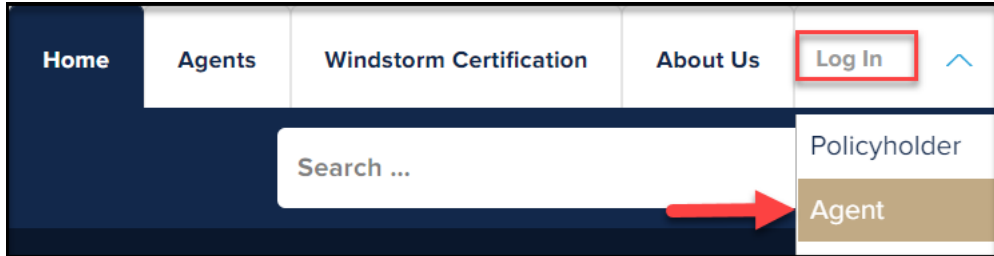 Home
Agents
Windstorm Certification
About Us
Log In
Search ...
Policyholder
Agent